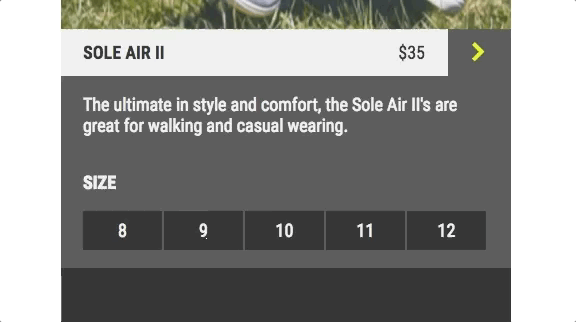 SOLE AIR II $35
The ultimate in style and comfort, the Sole Air II's are
great for walking and casual wearing.
SIZE
8 9 10 11 12